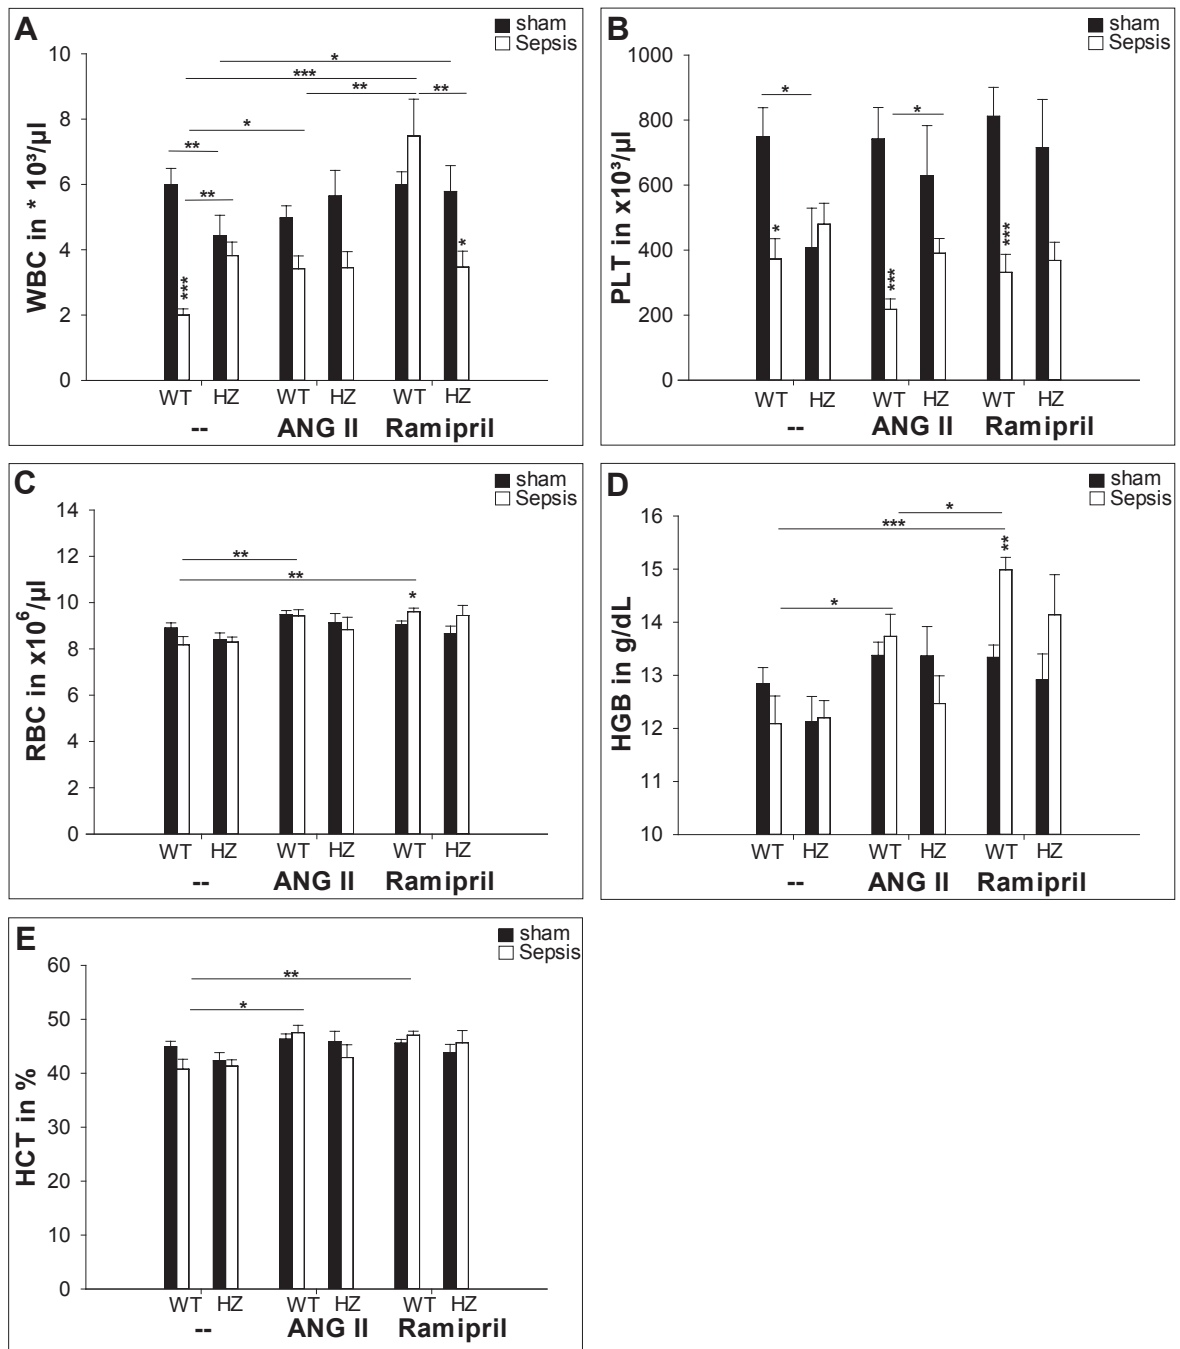 A
sham
Sepsis
WBC in * 10³/µl
10
8
6
4
2
0
*
***
** **
*
**
**
***
*
WT HZ WT HZ WT HZ
-- ANG II Ramipril
B
sham
Sepsis
PLT in x10³/µl
1000
800
600
400
200
0
* *
*
***
***
WT HZ WT HZ WT HZ
-- ANG II Ramipril
C
sham
Sepsis
RBC in x10⁶/µl
14
12
10
8
6
4
2
0
**
**
*
WT HZ WT HZ WT HZ
-- ANG II Ramipril
D
sham
Sepsis
HGB in g/dL
16
15
14
13
12
11
10
*
***
**
*
WT HZ WT HZ WT HZ
-- ANG II Ramipril
E
sham
Sepsis
HCT in %
60
50
40
30
20
10
0
**
*
WT HZ WT HZ WT HZ
-- ANG II Ramipril